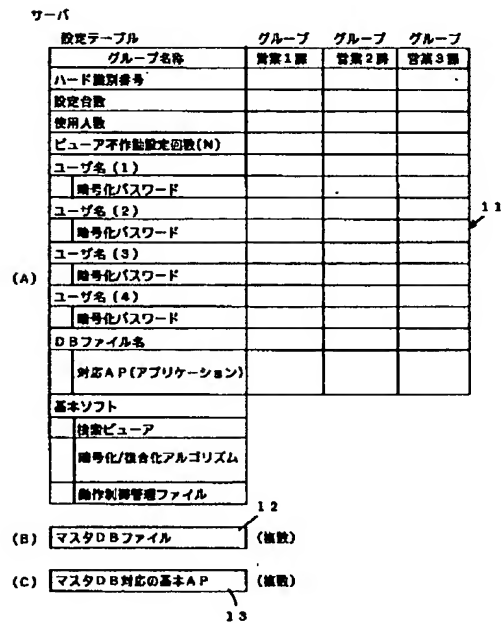 サーバ
設定テーブル グループ グループ グループ
グループ名称 営業1課 営業2課 営業3課
ハード識別番号
設定台数
使用人数
ビューア不作動設定回数(N)
ユーザ名(1)
暗号化パスワード
ユーザ名(2)
暗号化パスワード
11
ユーザ名(3)
(A)
暗号化パスワード
ユーザ名(4)
暗号化パスワード
DBファイル名
対応AP(アプリケーション)
基本ソフト
検索ビューア
暗号化/復合化アルゴリズム
動作制御管理ファイル
12
(B) マスタDBファイル (複数)
(C) マスタDB対応の基本AP (複数)
13